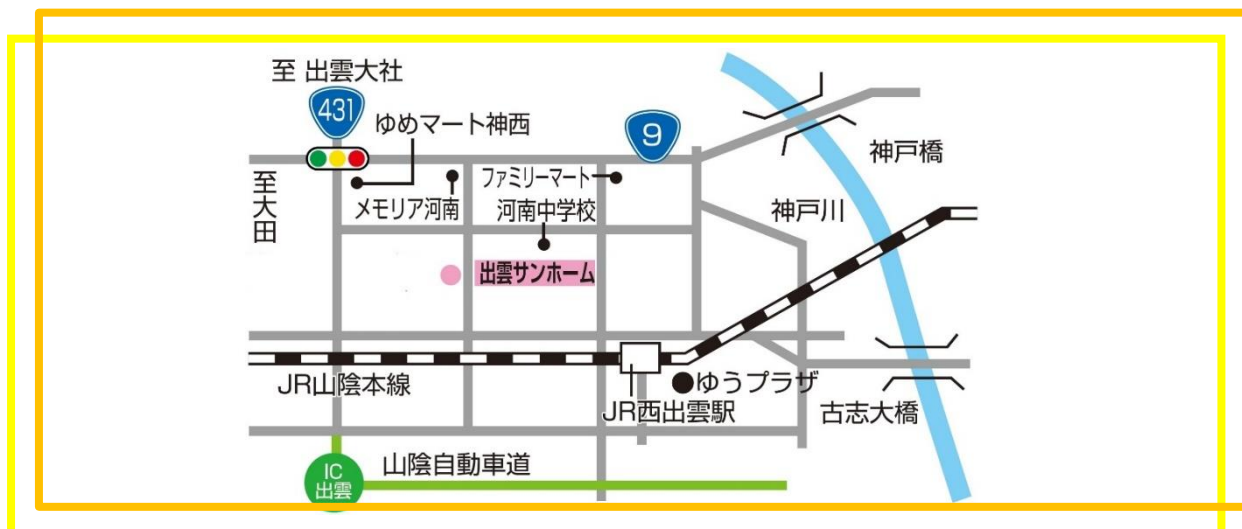 至 出雲大社
431
ゆめマート神西
9
神戸橋
至大田
メモリア河南
ファミリーマート
河南中学校
神戸川
出雲サンホーム
JR山陰本線
ゆうプラザ
JR西出雲駅
古志大橋
山陰自動車道
IC
出雲